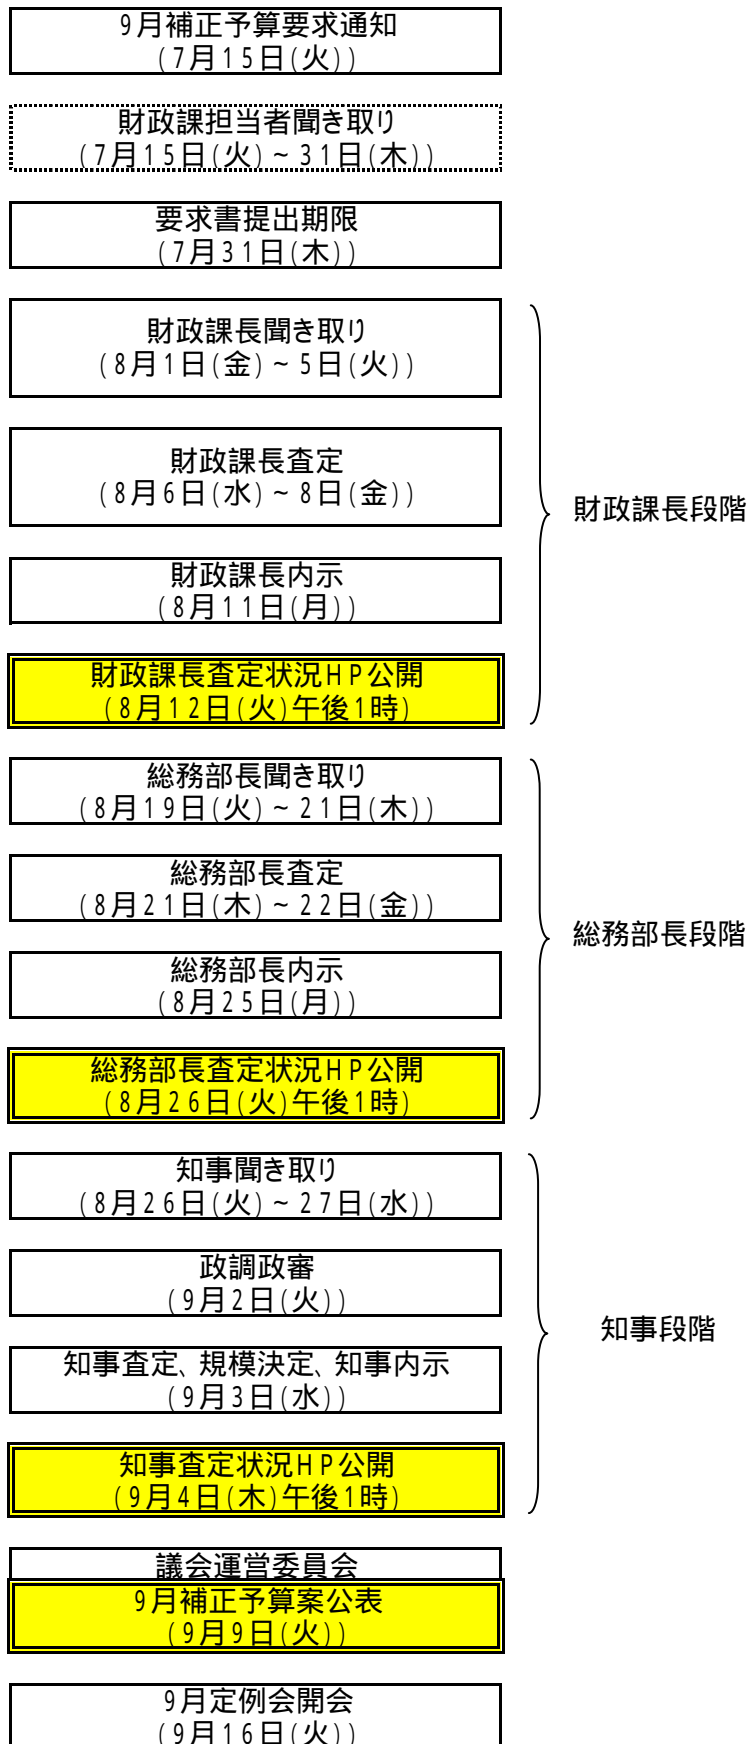 9月補正予算要求通知
(7月15日(火))
財政課担当者聞き取り
(7月15日(火)~31日(木))
要求書提出期限
(7月31日(木))
財政課長聞き取り
(8月1日(金)~5日(火))
財政課長査定
(8月6日(水)~8日(金))
財政課長内示
(8月11日(月))
財政課長査定状況HP公開
(8月12日(火)午後1時)
財政課長段階
総務部長聞き取り
(8月19日(火)~21日(木))
総務部長査定
(8月21日(木)~22日(金))
総務部長内示
(8月25日(月))
総務部長査定状況HP公開
(8月26日(火)午後1時)
総務部長段階
知事聞き取り
(8月26日(火)~27日(水))
政調政審
(9月2日(火))
知事査定、規模決定、知事内示
(9月3日(水))
知事査定状況HP公開
(9月4日(木)午後1時)
知事段階
議会運営委員会
9月補正予算案公表
(9月9日(火))
9月定例会開会
(9月16日(火))